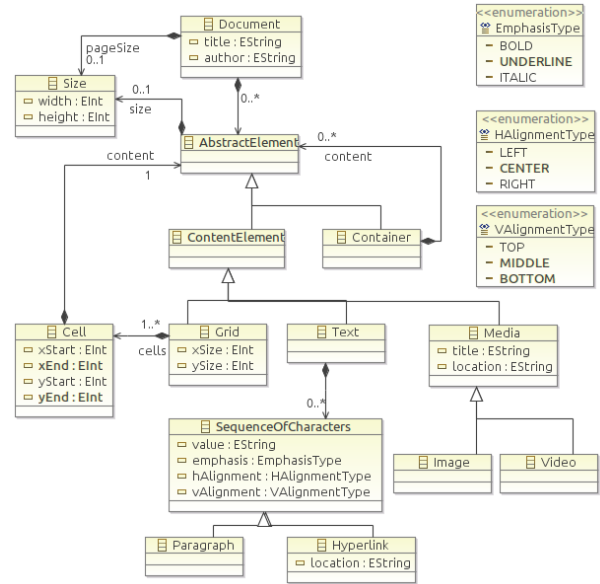 Document
title : EString
author : EString
pageSize
0..1
0..*
Size
width : EInt
height : EInt
0..1
size
AbstractElement
0..*
content
content
1
ContentElement
Container
Cell
xStart : EInt
xEnd : EInt
yStart : EInt
yEnd : EInt
1..*
cells
Grid
xSize : EInt
ySize : EInt
Text
0..*
Media
title : EString
location : EString
SequenceOfCharacters
value : EString
emphasis : EmphasisType
hAlignment : HAlignmentType
vAlignment : VAlignmentType
Image
Video
Paragraph
Hyperlink
location : EString
<<enumeration>>
EmphasisType
BOLD
UNDERLINE
ITALIC
<<enumeration>>
HAlignmentType
LEFT
CENTER
RIGHT
<<enumeration>>
VAlignmentType
TOP
MIDDLE
BOTTOM